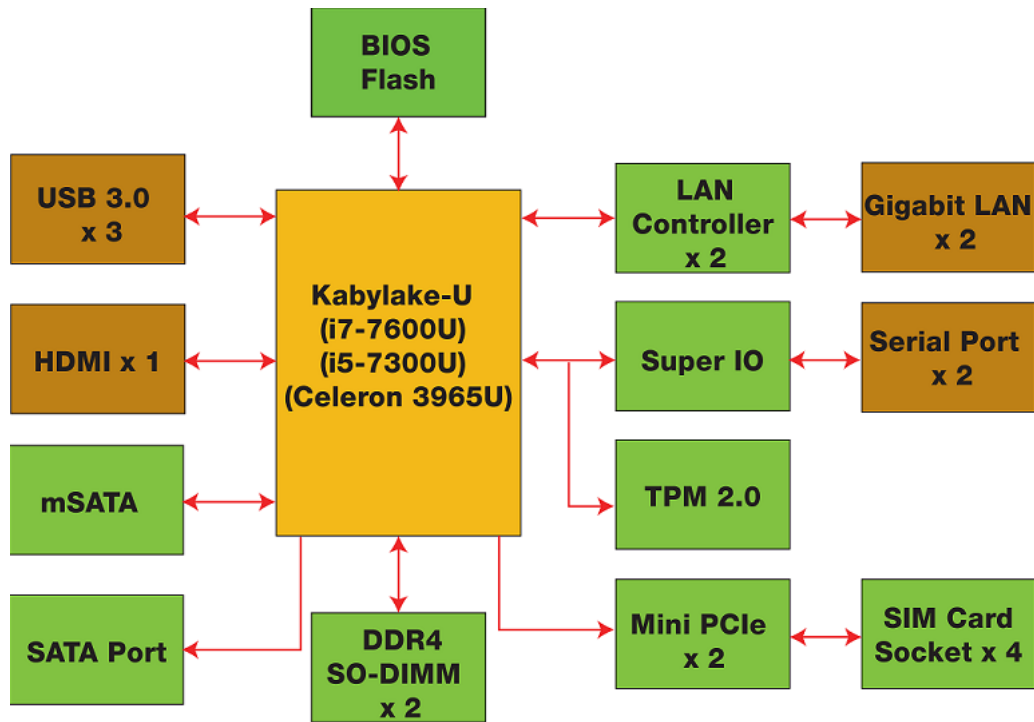 BIOS
Flash
USB 3.0
x 3
LAN
Controller
x 2
Gigabit LAN
x 2
Kabylake-U
(i7-7600U)
(i5-7300U)
(Celeron 3965U)
HDMI x 1
Super IO
Serial Port
x 2
mSATA
TPM 2.0
SATA Port
DDR4
SO-DIMM
x 2
Mini PCIe
x 2
SIM Card
Socket x 4